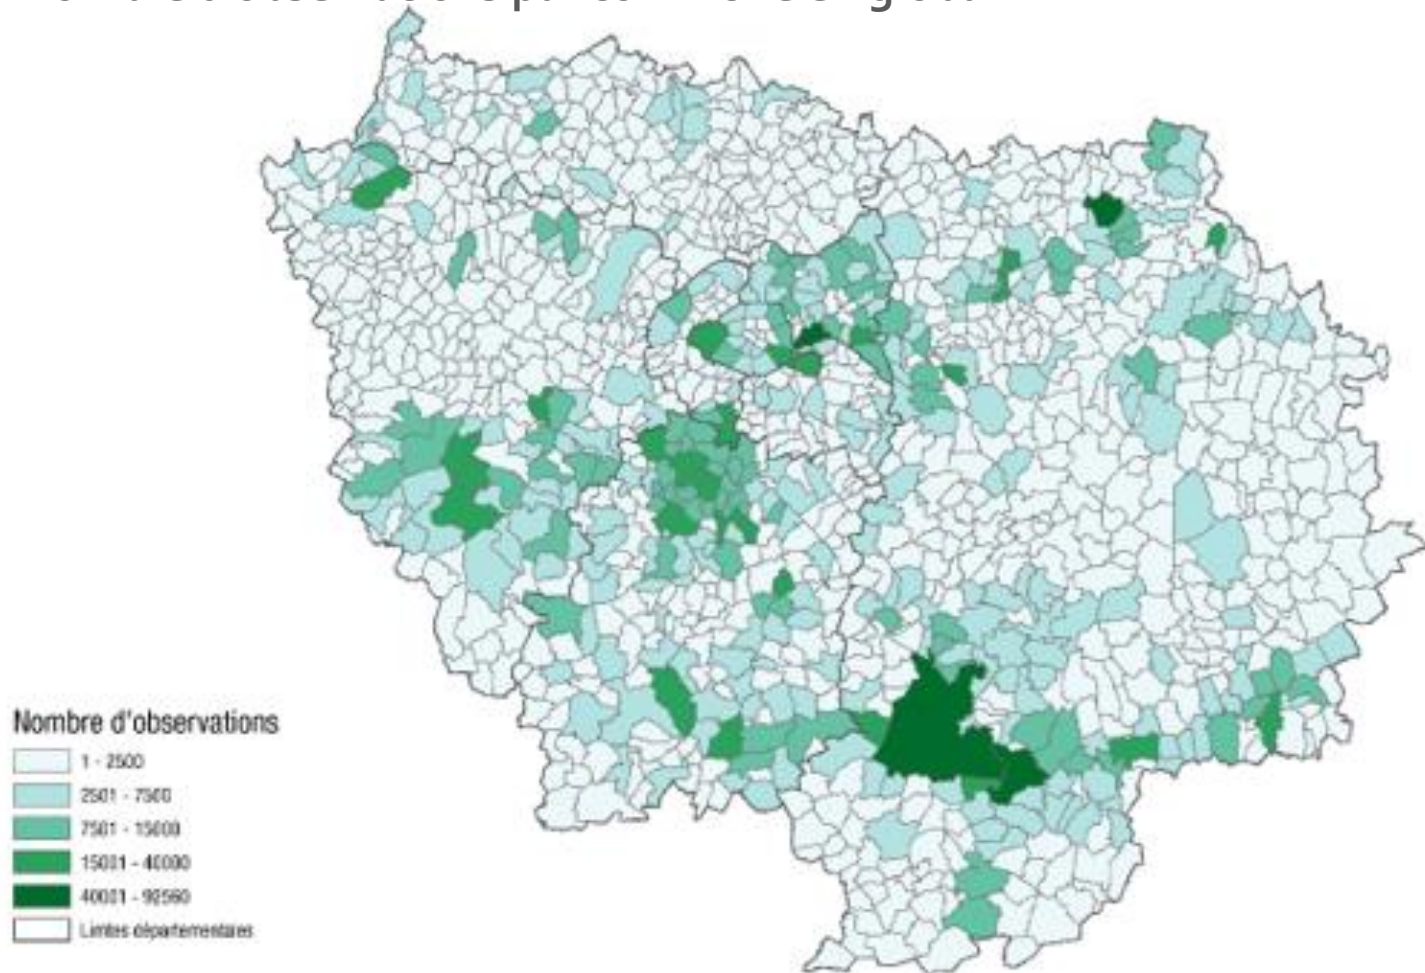 Nombre d'observations
1 - 2500
2501 - 7500
7501 - 15000
15001 - 40000
40001 - 92560
Limites départementales